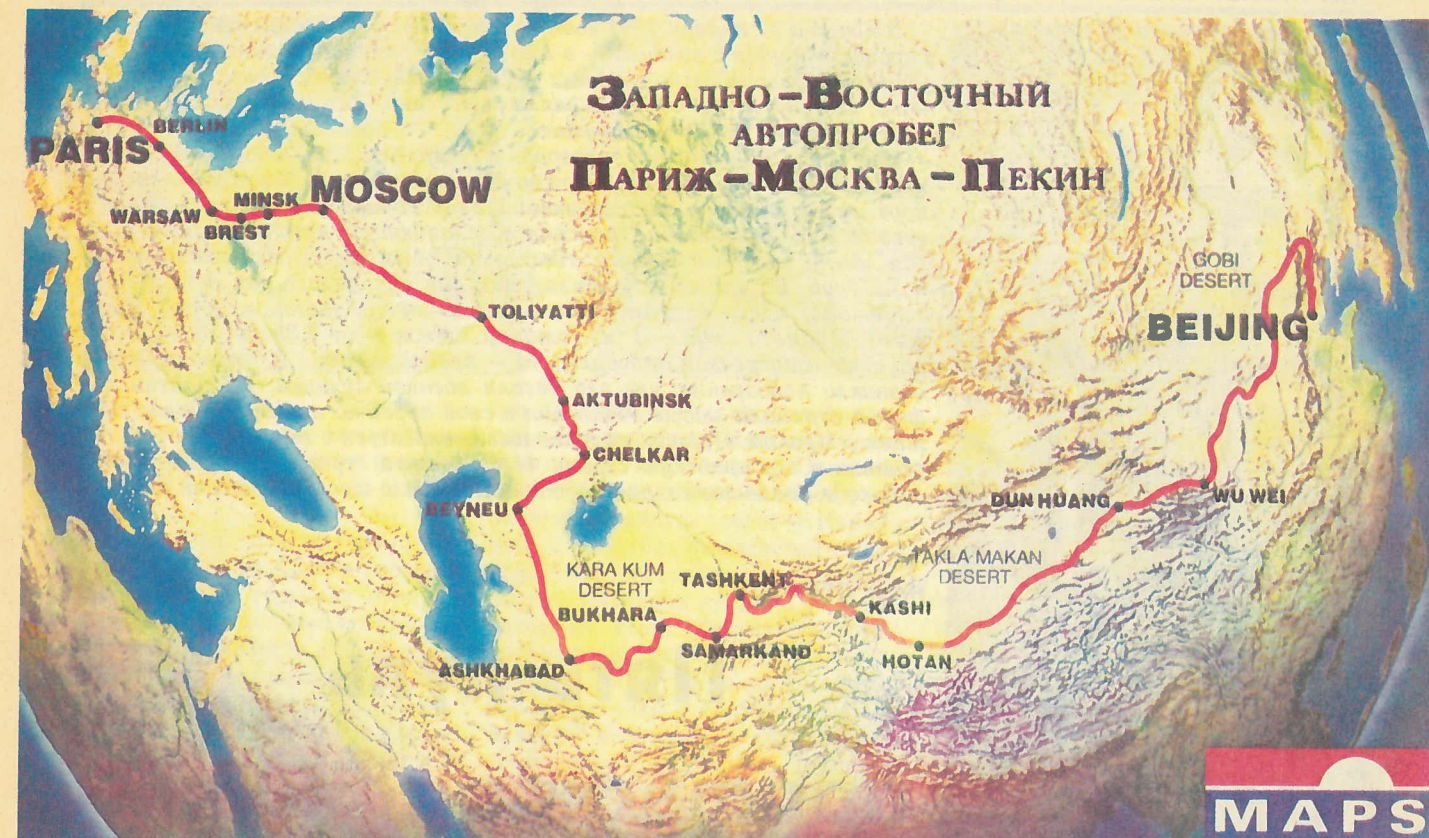 Западно-Восточный
автопробег
Париж-Москва-Пекин
PARIS
BERLIN
WARSAW
BREST
MINSK
MOSCOW
TOLIYATTI
AKTUBINSK
CHELKAR
BEYNEU
KARA KUM
DESERT
ASHKHABAD
BUKHARA
SAMARKAND
TASHKENT
KASHI
HOTAN
TAKLA MAKAN
DESERT
DUN HUANG
WU WEI
GOBI
DESERT
BEIJING
MAPS